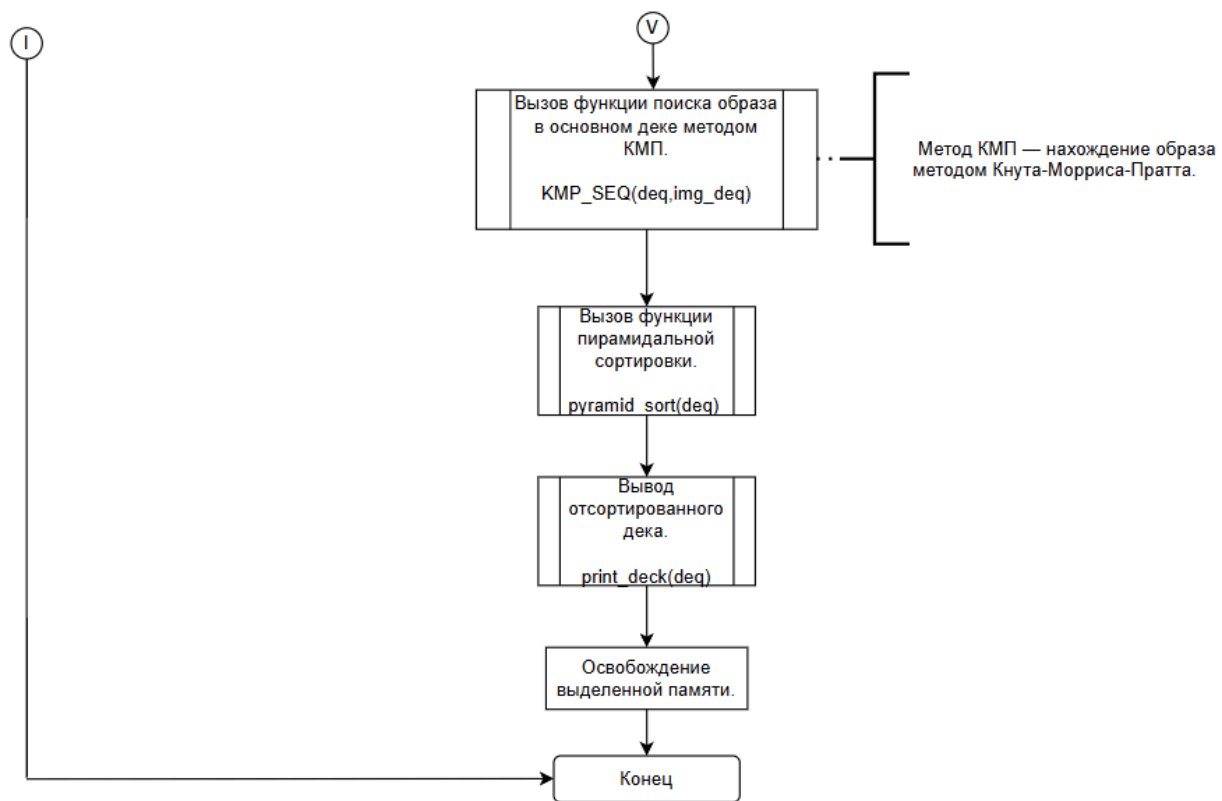 I
V
Вызов функции поиска образа
в основном деке методом
КМП.
KMP_SEQ(deq,img_deq)
Метод КМП — нахождение образа
методом Кнута-Морриса-Пратта.
Вызов функции
пирамидальной
сортировки.
pyramid_sort(deq)
Вывод
отсортированного
дека.
print_deck(deq)
Освобождение
выделенной памяти.
Конец